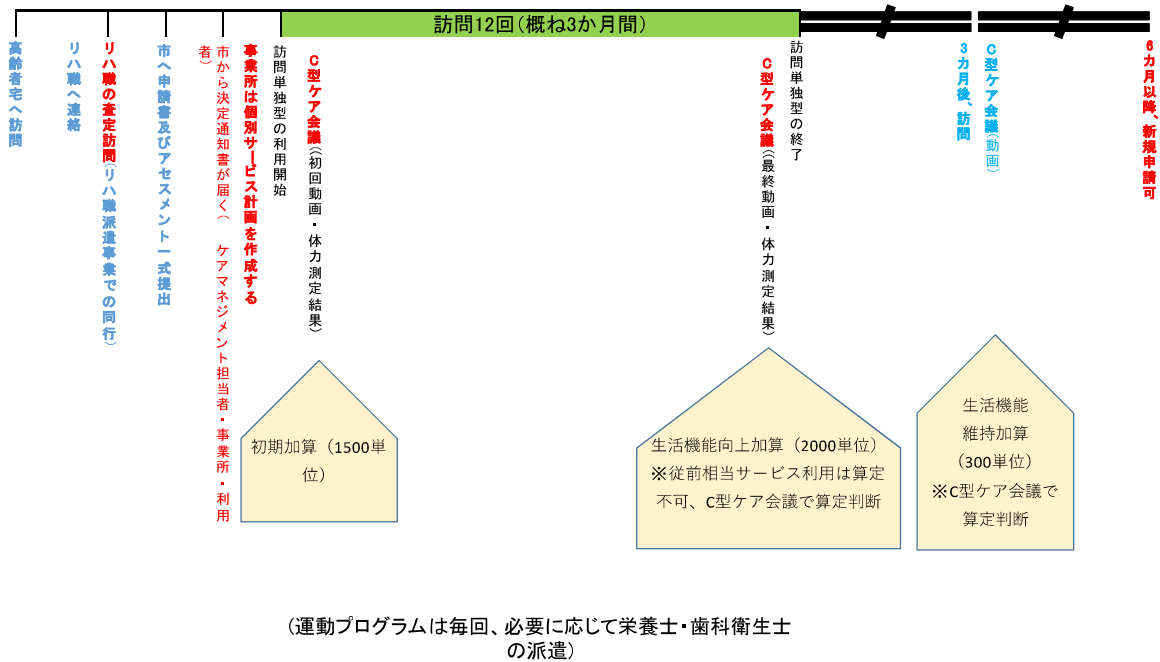 訪問12回（概ね3か月間）
高齢者宅へ訪問
リハ職へ連絡
リハ職の査定訪問（リハ職派遣事業での同行）
市へ申請書及びアセスメント一式提出
市から決定通知書が届く（　ケアマネジメント担当者・事業所・利用
者）
事業所は個別サービス計画を作成する
訪問単独型の利用開始
C型ケア会議（初回動画・体力測定結果）
C型ケア会議（最終動画・体力測定結果）
訪問単独型の終了
3カ月後、訪問
C型ケア会議（動画）
6カ月以降、新規申請可
初期加算（1500単
位）
生活機能向上加算（2000単位）
※従前相当サービス利用は算定
不可、C型ケア会議で算定判断
生活機能
維持加算
（300単位）
※C型ケア会議で
算定判断
（運動プログラムは毎回、必要に応じて栄養士・歯科衛生士
の派遣）